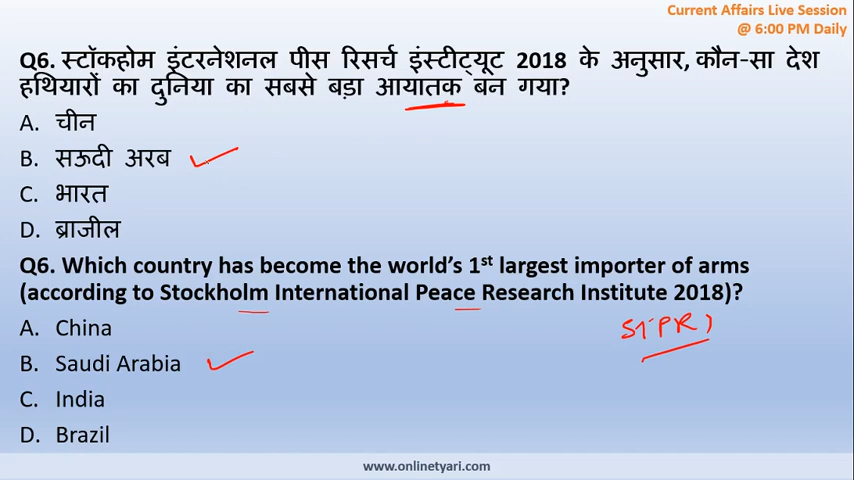 Current Affairs Live Session
@ 6:00 PM Daily
Q6. स्टॉकहोम इंटरनेशनल पीस रिसर्च इंस्टीट्यूट 2018 के अनुसार, कौन-सा देश
हथियारों का दुनिया का सबसे बड़ा आयातक बन गया?
A. चीन
B. सऊदी अरब
C. भारत
D. ब्राजील
Q6. Which country has become the world's 1st largest importer of arms
(according to Stockholm International Peace Research Institute 2018)?
A. China
B. Saudi Arabia
C. India
D. Brazil
SIPRI
www.onlinetyari.com